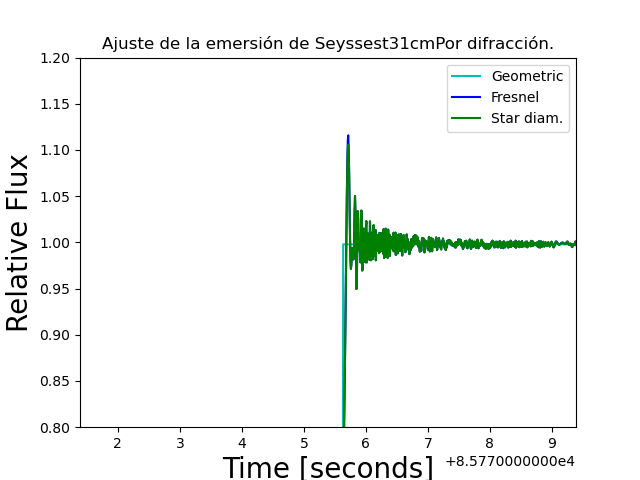 Ajuste de la emersión de Seyssest31cmPor difracción.
Relative Flux
1.20
1.15
1.10
1.05
1.00
0.95
0.90
0.85
0.80
Geometric
Fresnel
Star diam.
2 3 4 5 6 7 8 9
Time [seconds]
+8.5770000000e4